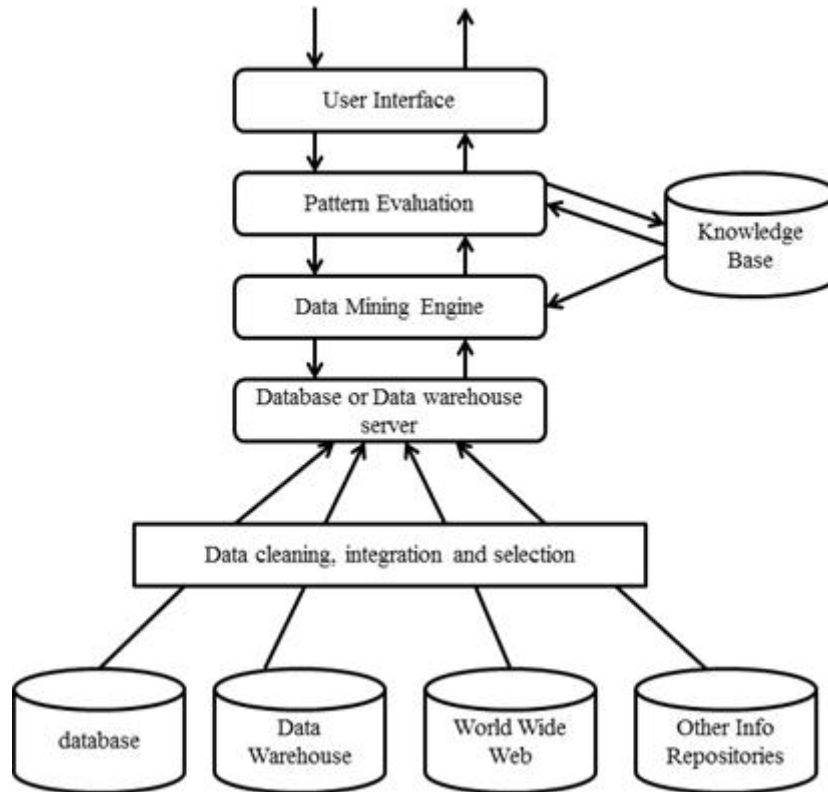 User Interface
Pattern Evaluation
Knowledge
Base
Data Mining Engine
Database or Data warehouse
server
Data cleaning, integration and selection
database
Data
Warehouse
World Wide
Web
Other Info
Repositories